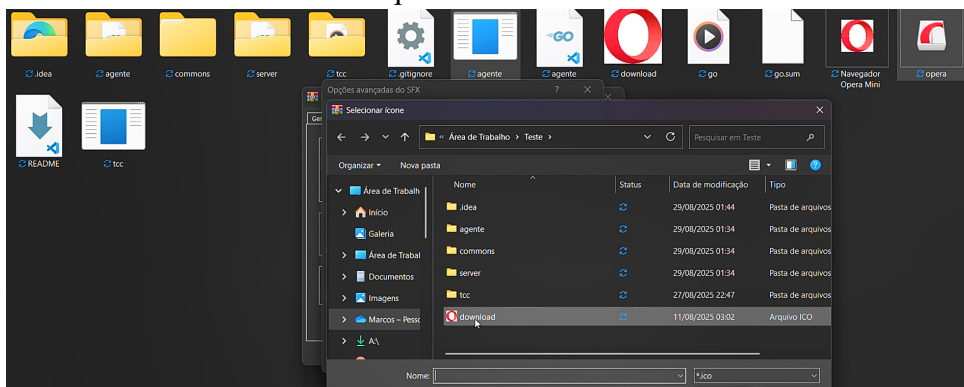 .idea
agente
commons
server
tcc
.gitignore
agente
GO
agente
download
go
go.sum
Navegador
Opera Mini
opera
README
tcc
Opções avançadas do SFX
?
Ger
Selecionar ícone
« Área de Trabalho › Teste ›
Pesquisar em Teste
Organizar
Nova pasta
Nome
Status
Data de modificação
Tipo
Área de Trabalh
Início
Galeria
Área de Trabal
Documentos
Imagens
Marcos – Pessc
A:\
.idea
29/08/2025 01:44
Pasta de arquivos
agente
29/08/2025 01:34
Pasta de arquivos
commons
29/08/2025 01:34
Pasta de arquivos
server
29/08/2025 01:34
Pasta de arquivos
tcc
27/08/2025 22:47
Pasta de arquivos
download
11/08/2025 03:02
Arquivo ICO
Nome:
*.ico